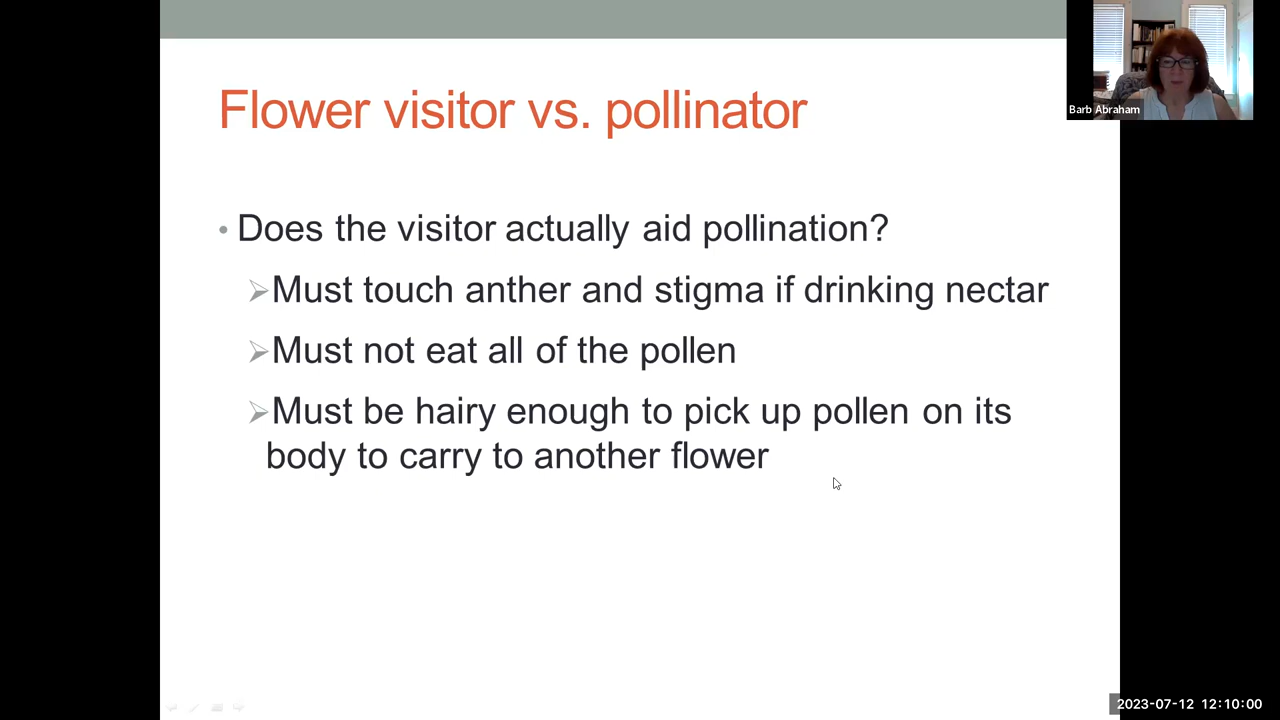 Flower visitor vs. pollinator
• Does the visitor actually aid pollination?
➢Must touch anther and stigma if drinking nectar
➢Must not eat all of the pollen
➢Must be hairy enough to pick up pollen on its
body to carry to another flower
Barb Abraham
2023-07-12 12:10:00